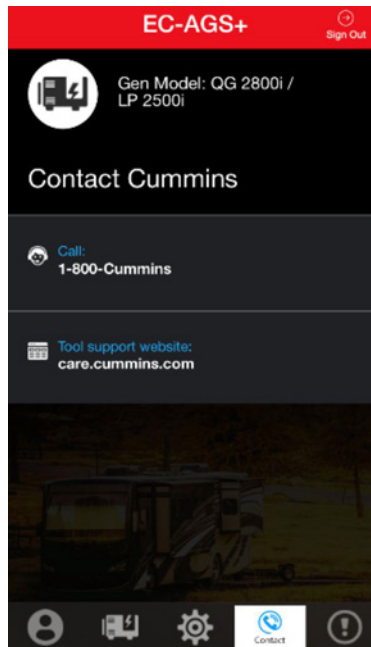 EC-AGS+
Sign Out
Gen Model: QG 2800i /
LP 2500i
Contact Cummins
Call:
1-800-Cummins
Tool support website:
care.cummins.com
Contact